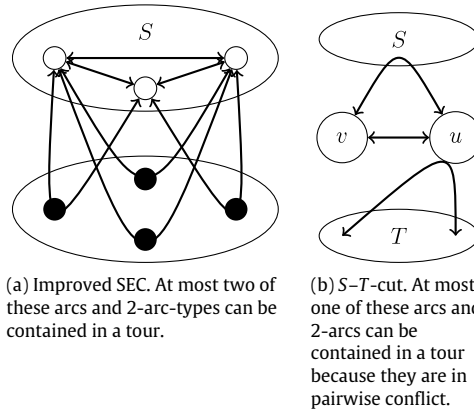 S
S
v
u
T
(a) Improved SEC. At most two of
these arcs and 2-arc-types can be
contained in a tour.
(b) S–T-cut. At most
one of these arcs and
2-arcs can be
contained in a tour
because they are in
pairwise conflict.